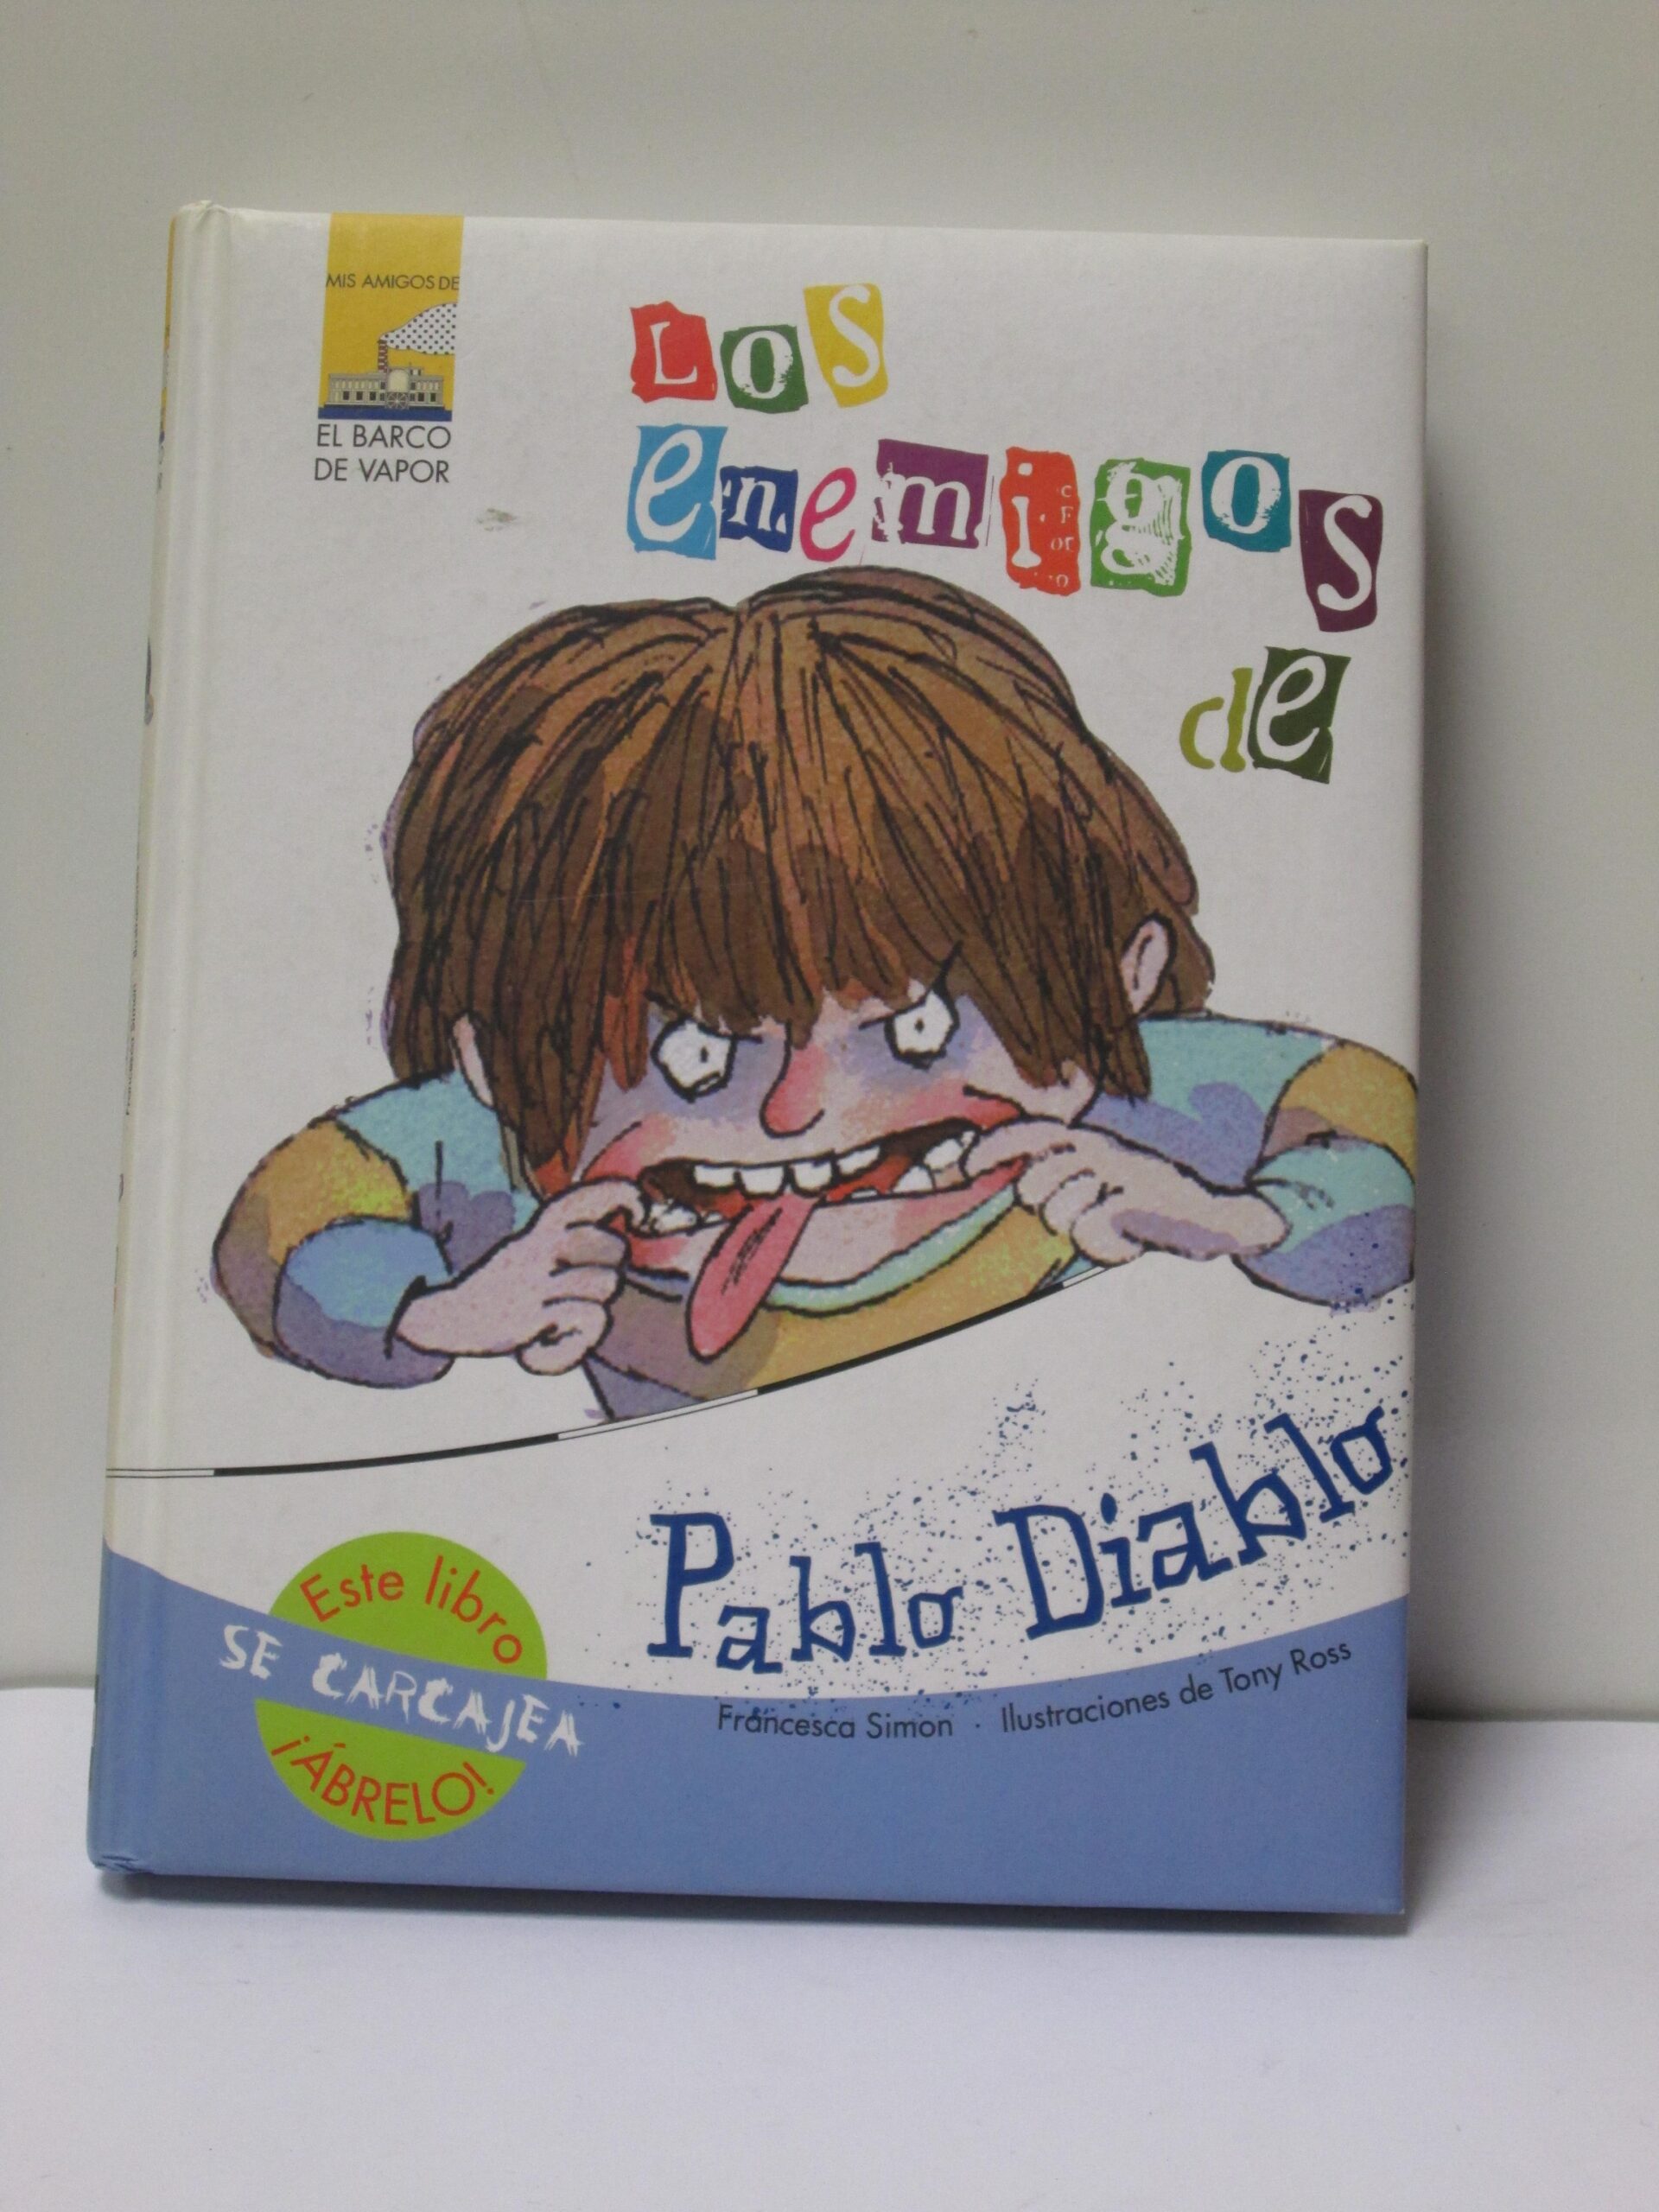 MIS AMIGOS DE
EL BARCO
DE VAPOR
Los
enemigos
de
Pablo Diablo
Francesca Simon · Ilustraciones de Tony Ross
Este libro
SE CARCAJEA
¡ÁBRELO!